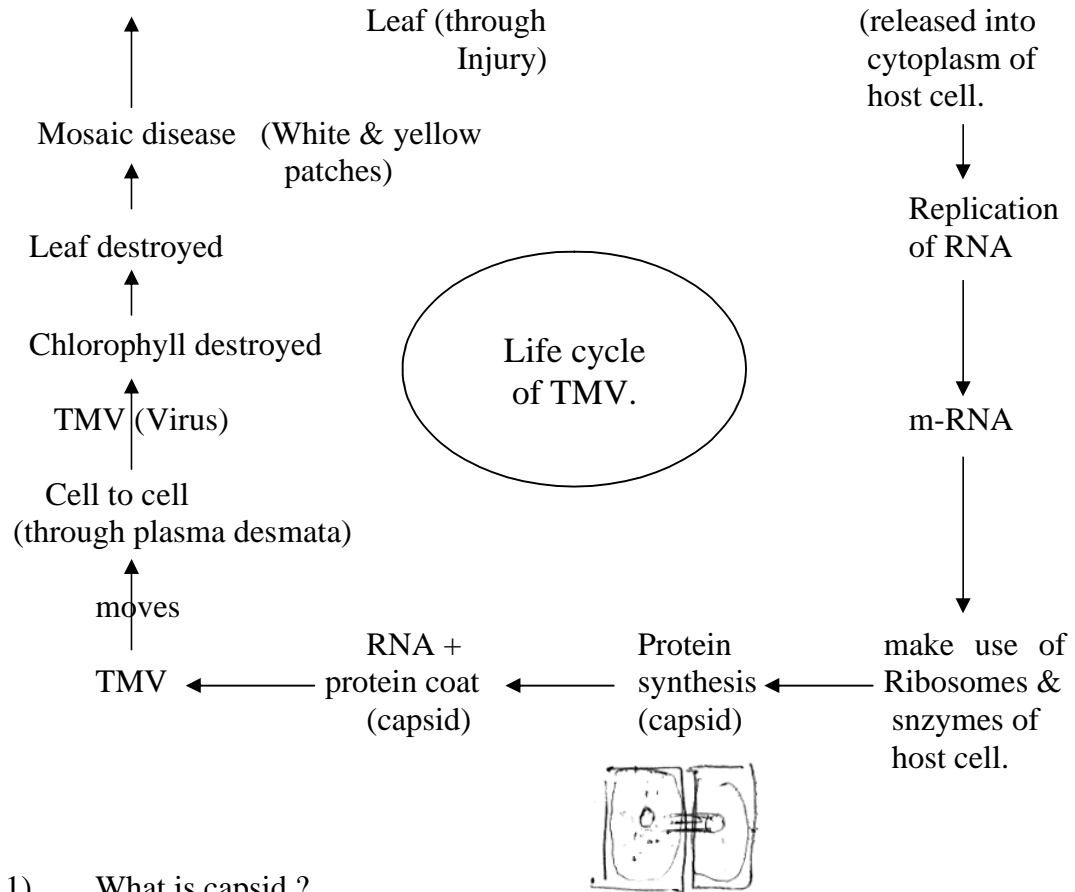 Leaf (through
Injury)
(released into
cytoplasm of
host cell.
Mosaic disease (White & yellow
patches)
Replication
of RNA
Leaf destroyed
Chlorophyll destroyed
Life cycle
of TMV.
TMV (Virus)
m-RNA
Cell to cell
(through plasma desmata)
moves
TMV
RNA +
protein coat
(capsid)
Protein
synthesis
(capsid)
make use of
Ribosomes &
snzymes of
host cell.
1) What is capsid ?